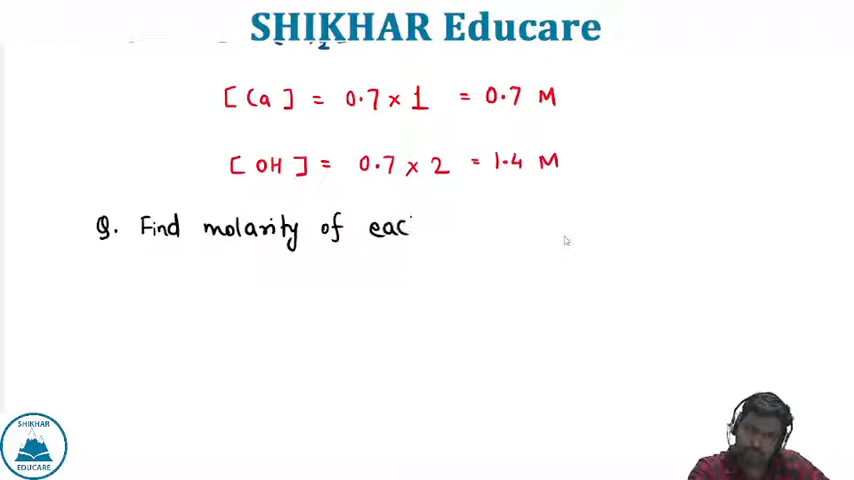 SHIKHAR Educare
[Ca] = 0.7 × 1 = 0.7 M
[OH] = 0.7 × 2 = 1.4 M
Q. Find molarity of eac
SHIKHAR
EDUCARE